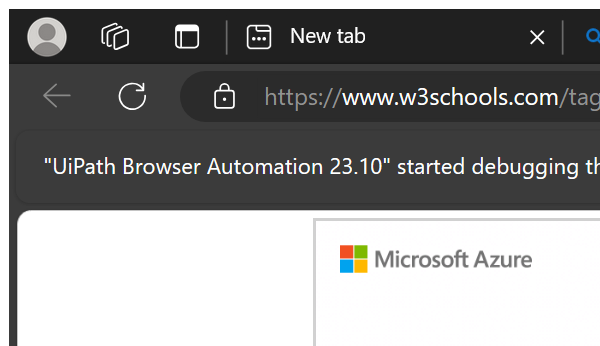 New tab
https://www.w3schools.com/tag
"UiPath Browser Automation 23.10" started debugging th
Microsoft Azure